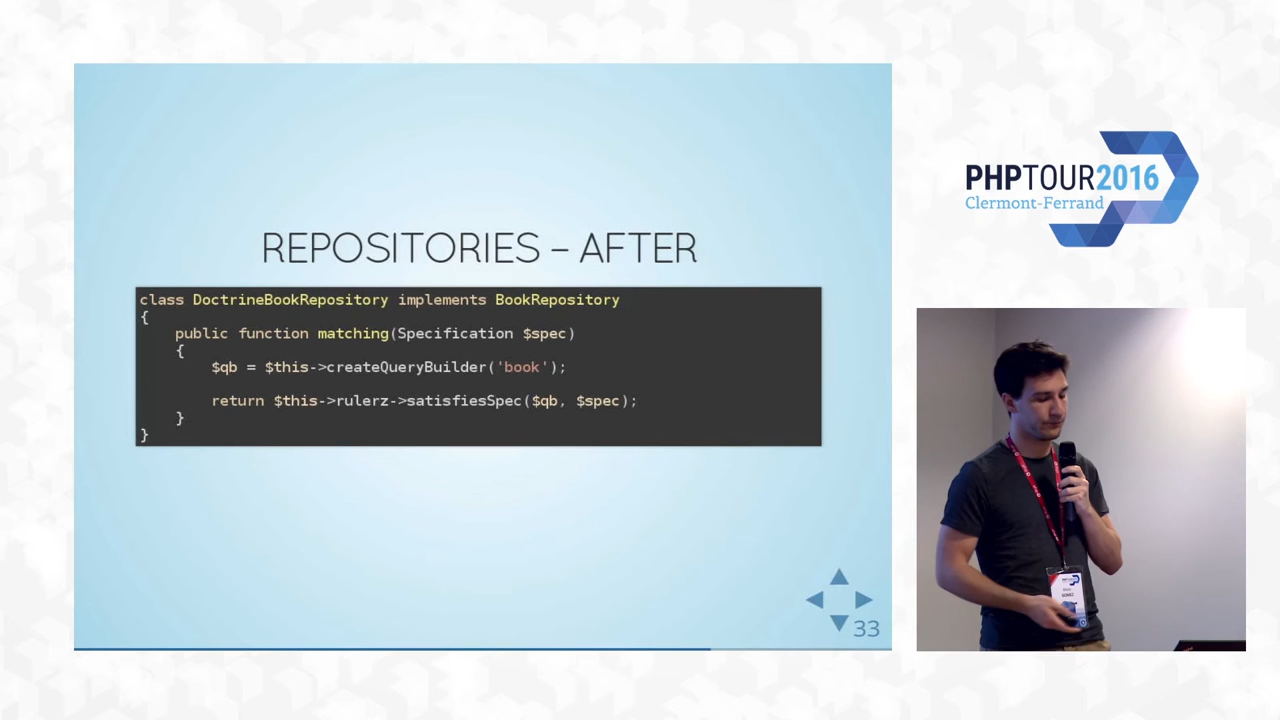 REPOSITORIES – AFTER
class DoctrineBookRepository implements BookRepository
{
    public function matching(Specification $spec)
    {
        $qb = $this->createQueryBuilder('book');
        return $this->rulerz->satisfiesSpec($qb, $spec);
    }
}
33
PHPTOUR2016
Clermont-Ferrand